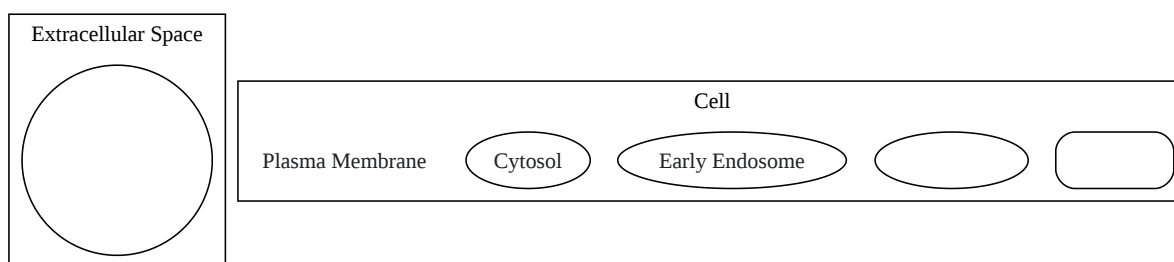 Extracellular Space
Cell
Plasma Membrane
Cytosol
Early Endosome